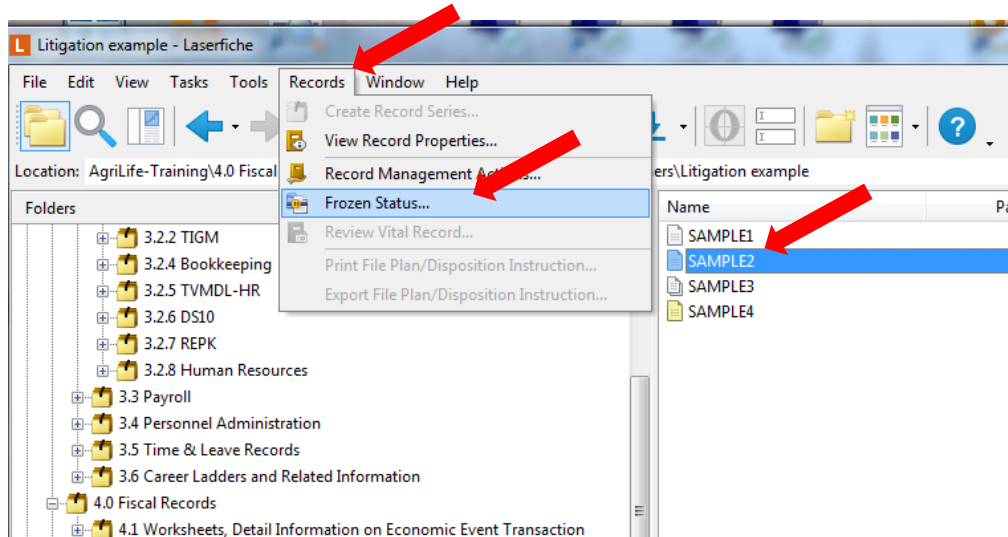 Litigation example - Laserfiche
File Edit View Tasks Tools Records Window Help
Create Record Series...
View Record Properties...
Location: AgriLife-Training\4.0 Fiscal
Record Management
ers\Litigation example
Folders
Frozen Status...
Name
Pa
Review Vital Record...
Print File Plan/Disposition Instruction...
Export File Plan/Disposition Instruction...
3.2.2 TIGM
3.2.4 Bookkeeping
3.2.5 TVMDL-HR
3.2.6 DS10
3.2.7 REPK
3.2.8 Human Resources
3.3 Payroll
3.4 Personnel Administration
3.5 Time & Leave Records
3.6 Career Ladders and Related Information
4.0 Fiscal Records
4.1 Worksheets, Detail Information on Economic Event Transaction
SAMPLE1
SAMPLE2
SAMPLE3
SAMPLE4